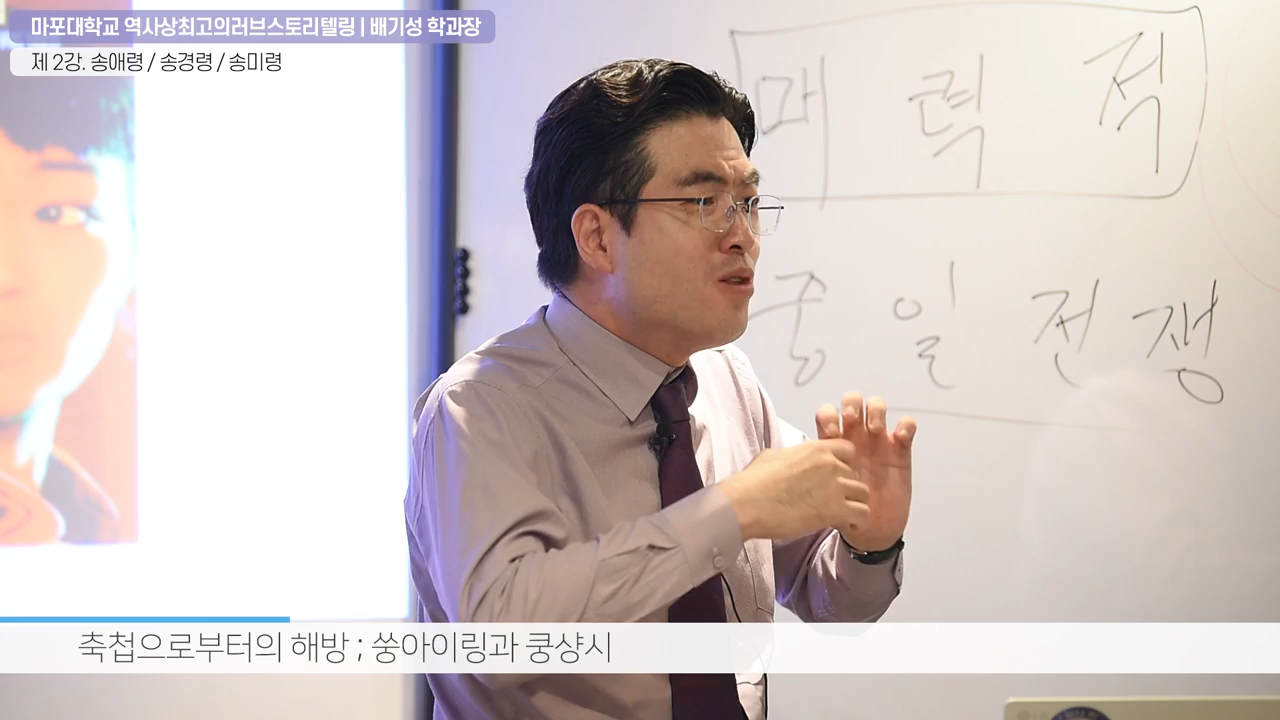 마포대학교 역사상최고의러브스토리텔링 | 배기성 학과장
제 2강. 송애령 / 송경령 / 송미령
매력적
중일전쟁
축첩으로부터의 해방 ; 쑹아이링과 쿵샹시